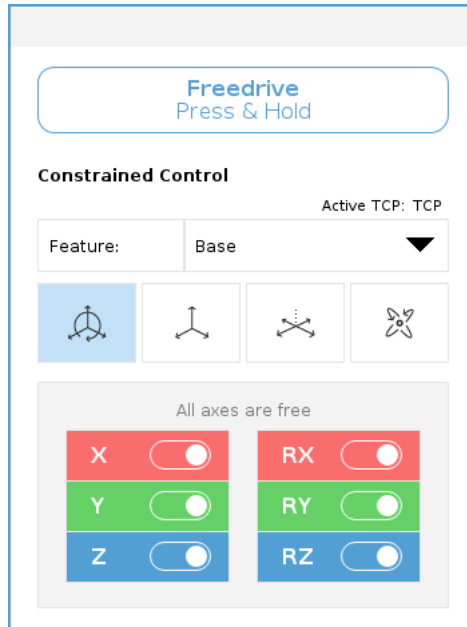 Freedrive
Press & Hold
Constrained Control
Active TCP: TCP
Feature: Base
All axes are free
X RX
Y RY
Z RZ